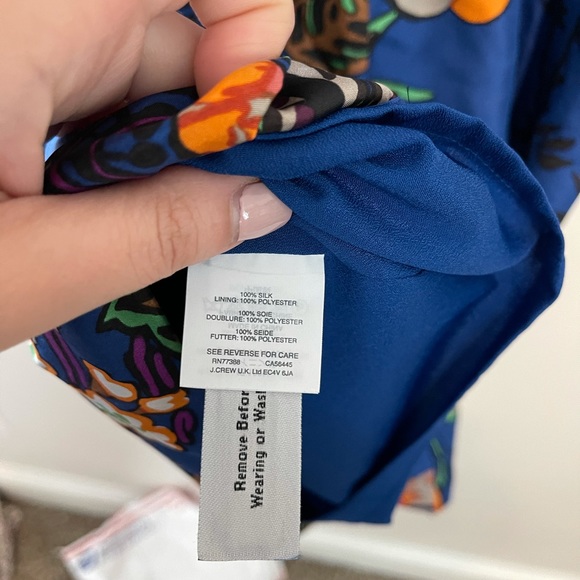 100% SILK
LINING: 100% POLYESTER
100% SOIE
DOUBLURE: 100% POLYESTER
100% SEIDE
FUTTER: 100% POLYESTER
SEE REVERSE FOR CARE
RN77388 CA56445
J.CREW U.K. Ltd EC4V 6JA
Remove Before
Wearing or Wash